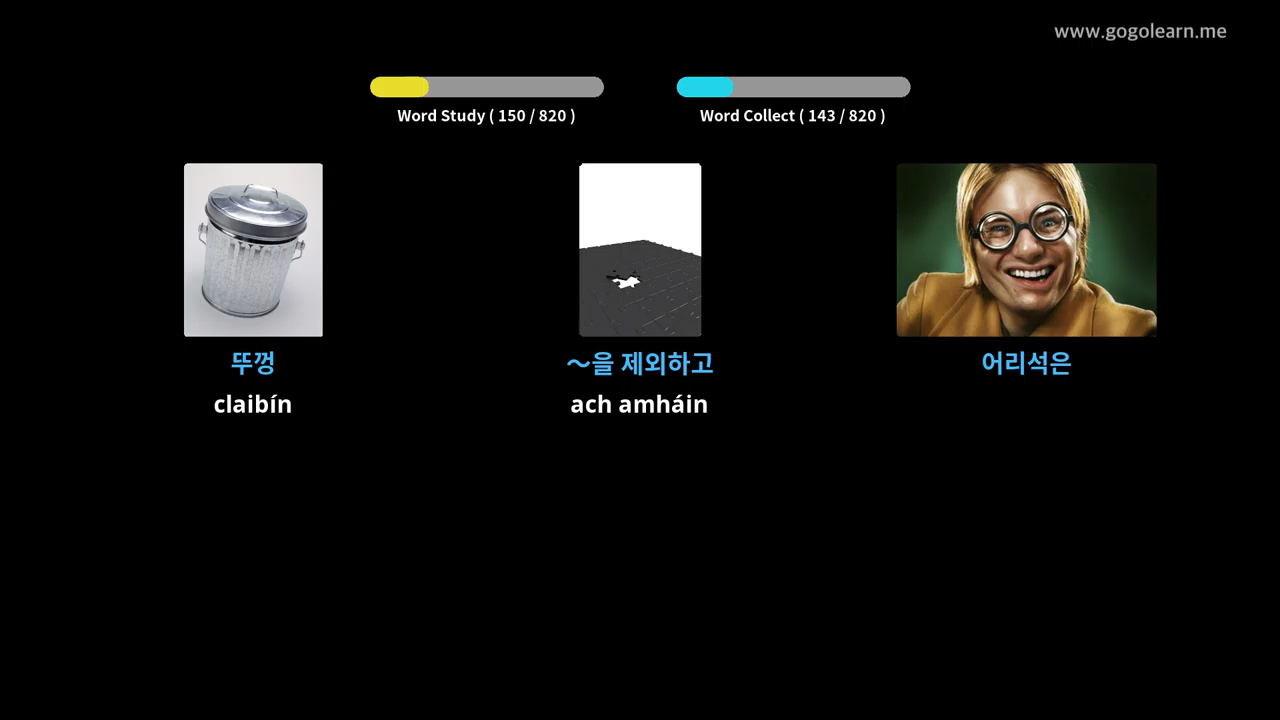 www.gogolearn.me
Word Study ( 150 / 820 )
Word Collect ( 143 / 820 )
뚜껑
～을 제외하고
어리석은
claibín
ach amháin